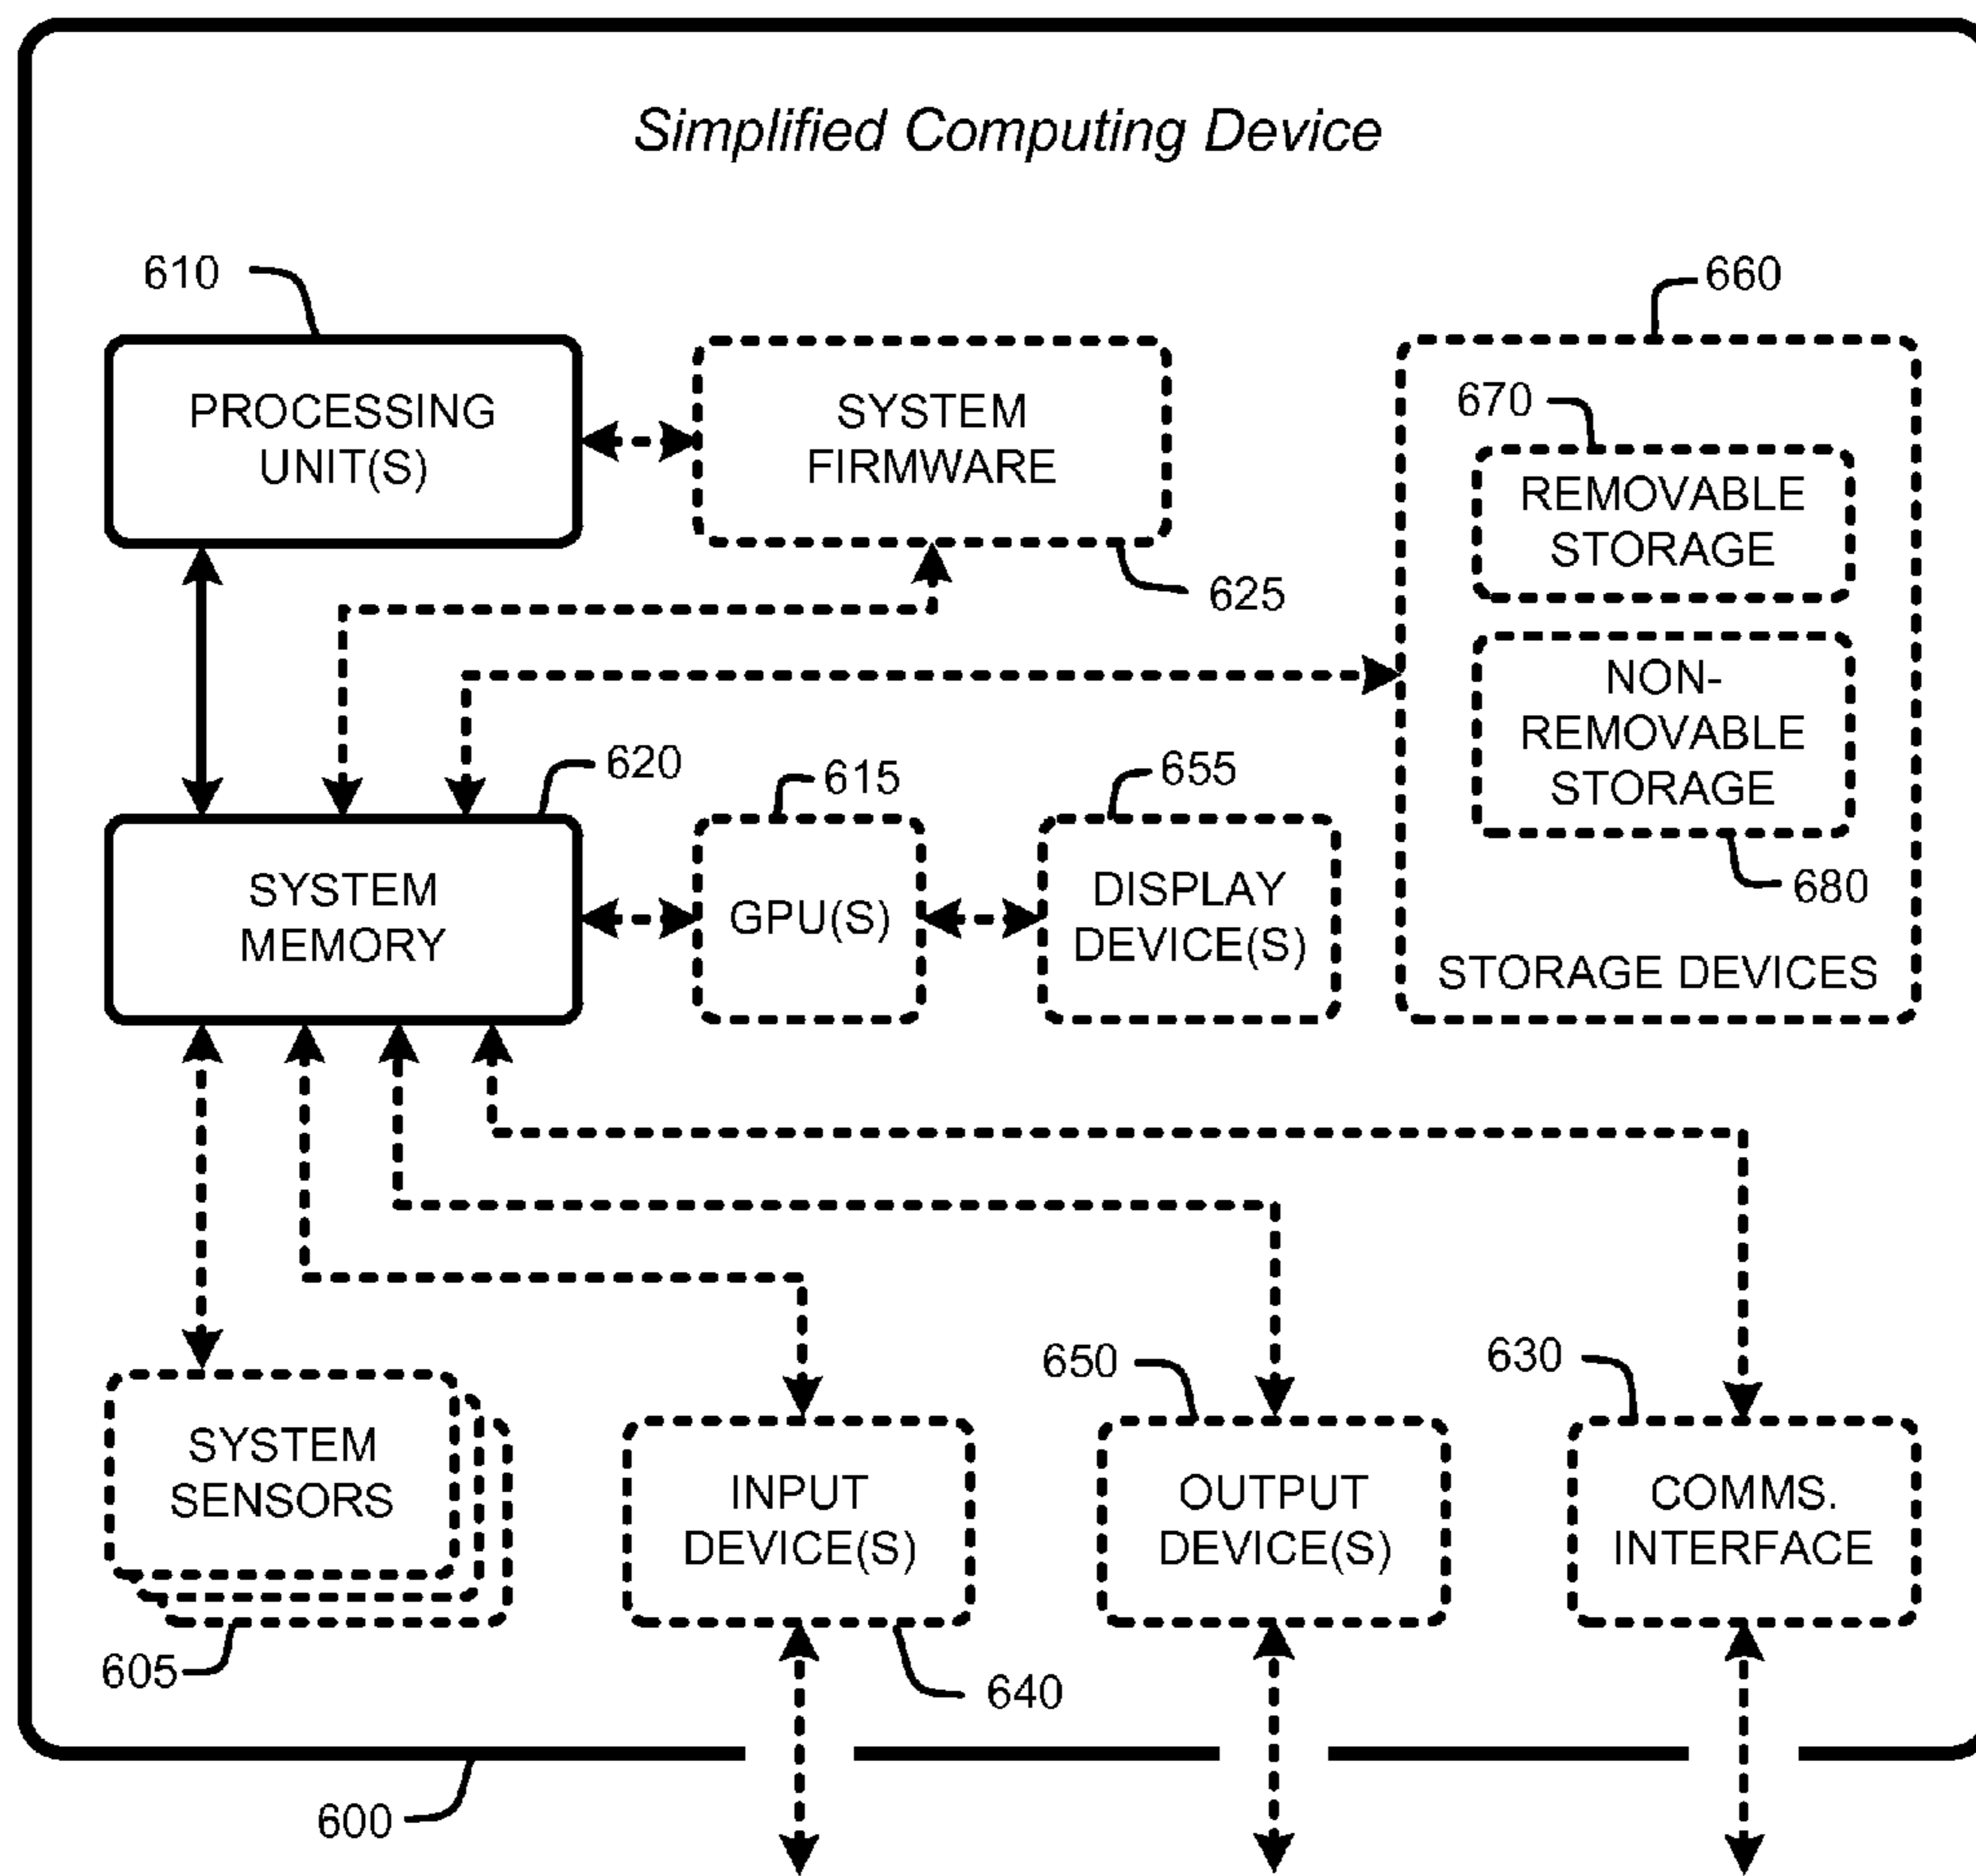 Simplified Computing Device
610
660
PROCESSING
UNIT(S)
SYSTEM
FIRMWARE
625
670
REMOVABLE
STORAGE
NON-
REMOVABLE
STORAGE
680
STORAGE DEVICES
620
615
655
SYSTEM
MEMORY
GPU(S)
DISPLAY
DEVICE(S)
650
630
SYSTEM
SENSORS
605
INPUT
DEVICE(S)
640
OUTPUT
DEVICE(S)
COMMS.
INTERFACE
600